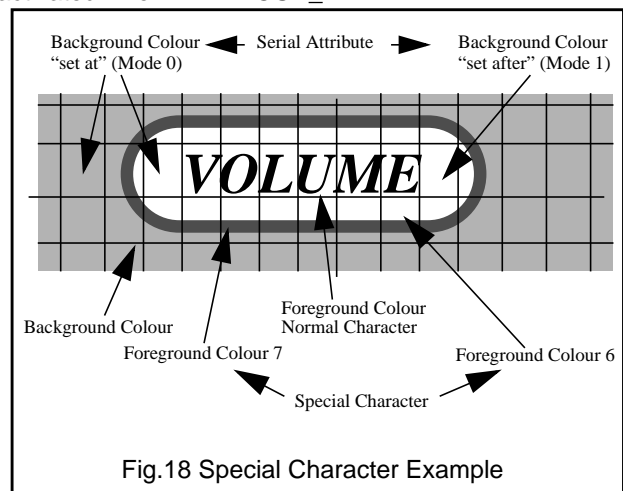 Background Colour
“set at” (Mode 0)
Serial Attribute
Background Colour
“set after” (Mode 1)
VOLUME
Background Colour
Foreground Colour 7
Foreground Colour
Normal Character
Foreground Colour 6
Special Character
Fig.18 Special Character Example